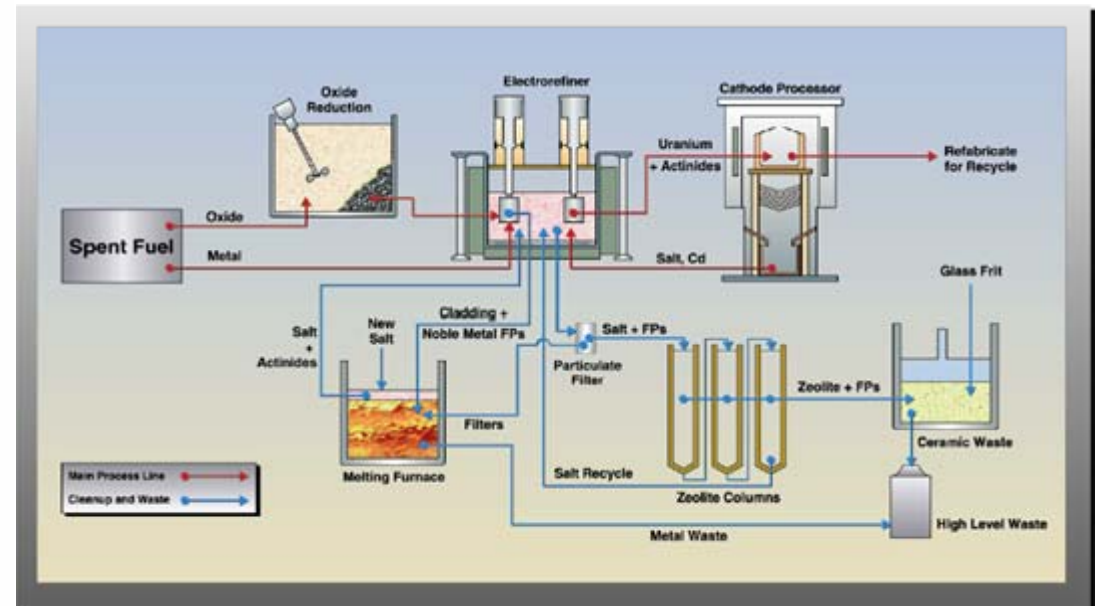 Electrorefiner
Oxide
Reduction
Cathode Processor
Uranium
+ Actinides
Refabricate
for Recycle
Oxide
Spent Fuel
Metal
Salt, Cd
Glass Frit
Salt
+
Actinides
New
Salt
Cladding +
Noble Metal FPs
Salt + FPs
Particulate
Filter
Zeolite + FPs
Filters
Ceramic Waste
Melting Furnace
Salt Recycle
Zeolite Columns
Main Process Line
Cleanup and Waste
Metal Waste
High Level Waste